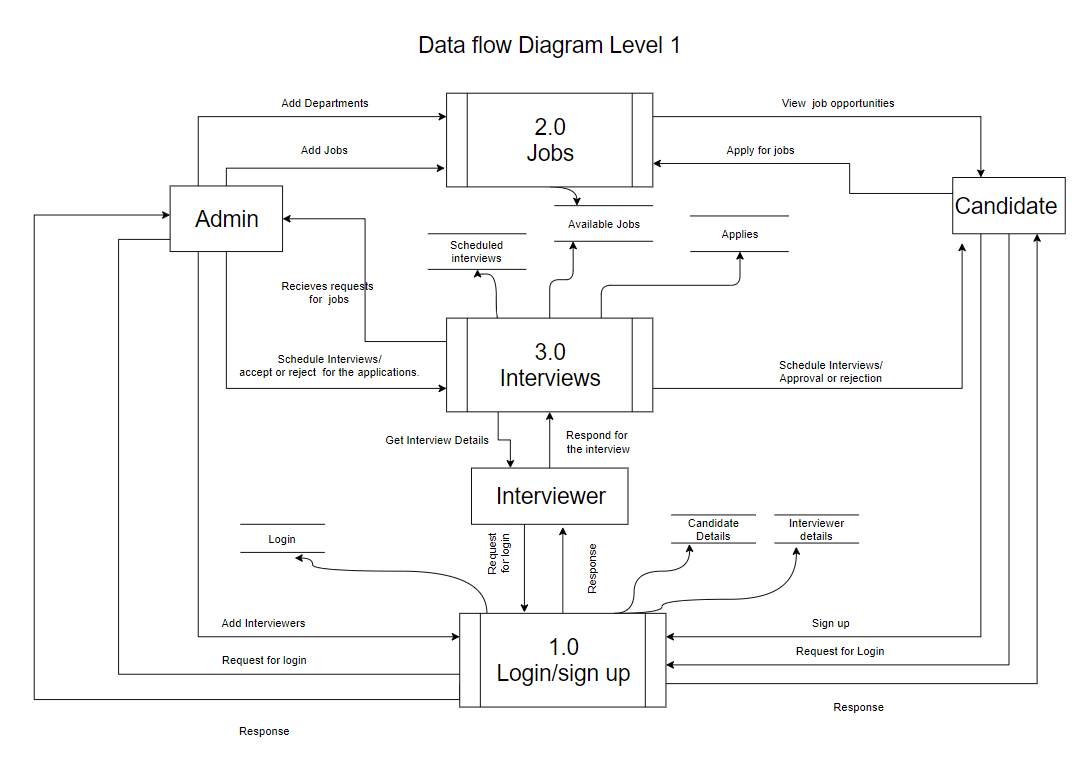 Data flow Diagram Level 1
Add Departments
View  job opportunities
2.0
Jobs
Add Jobs
Apply for jobs
Admin
Candidate
Available Jobs
Applies
Scheduled
interviews
Recieves requests
for  jobs
3.0
Interviews
Schedule Interviews/
accept or reject  for the applications.
Schedule Interviews/
Approval or rejection
Get Interview Details
Respond for
the interview
Interviewer
Login
Request
for login
Response
Candidate
Details
Interviewer
details
Add Interviewers
Sign up
1.0
Login/sign up
Request for login
Request for Login
Response
Response